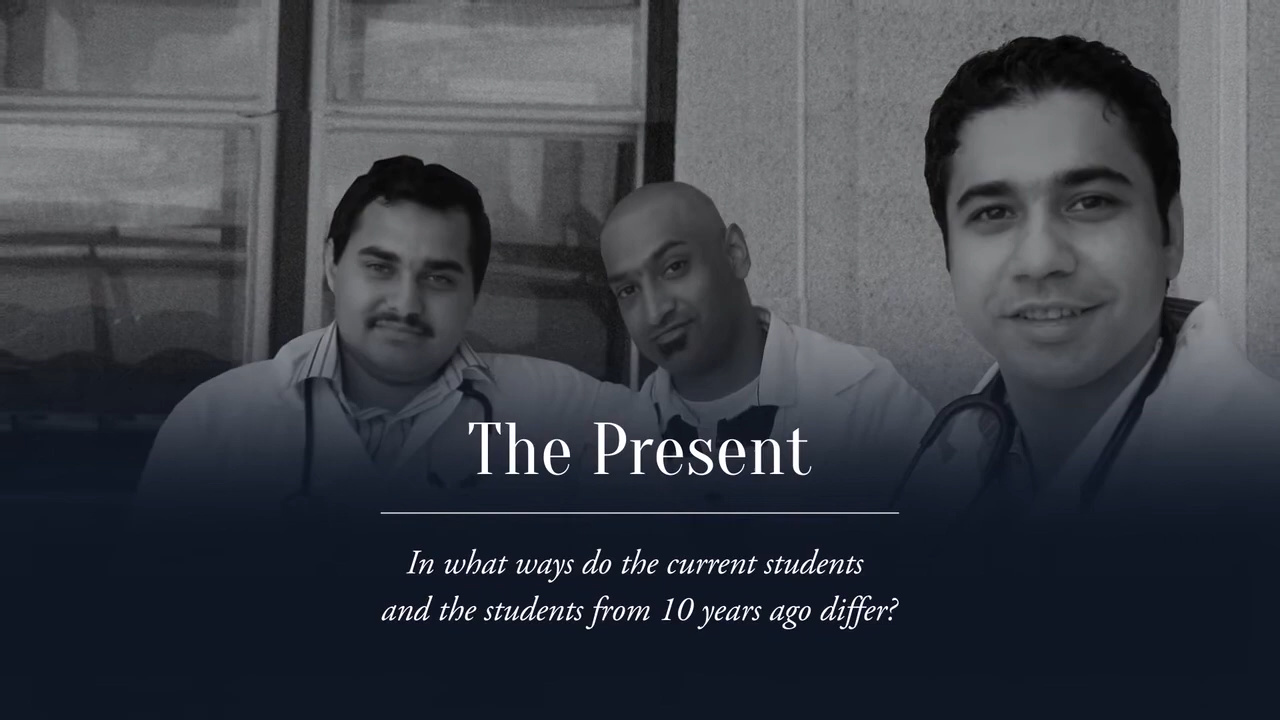 The Present
In what ways do the current students
and the students from 10 years ago differ?